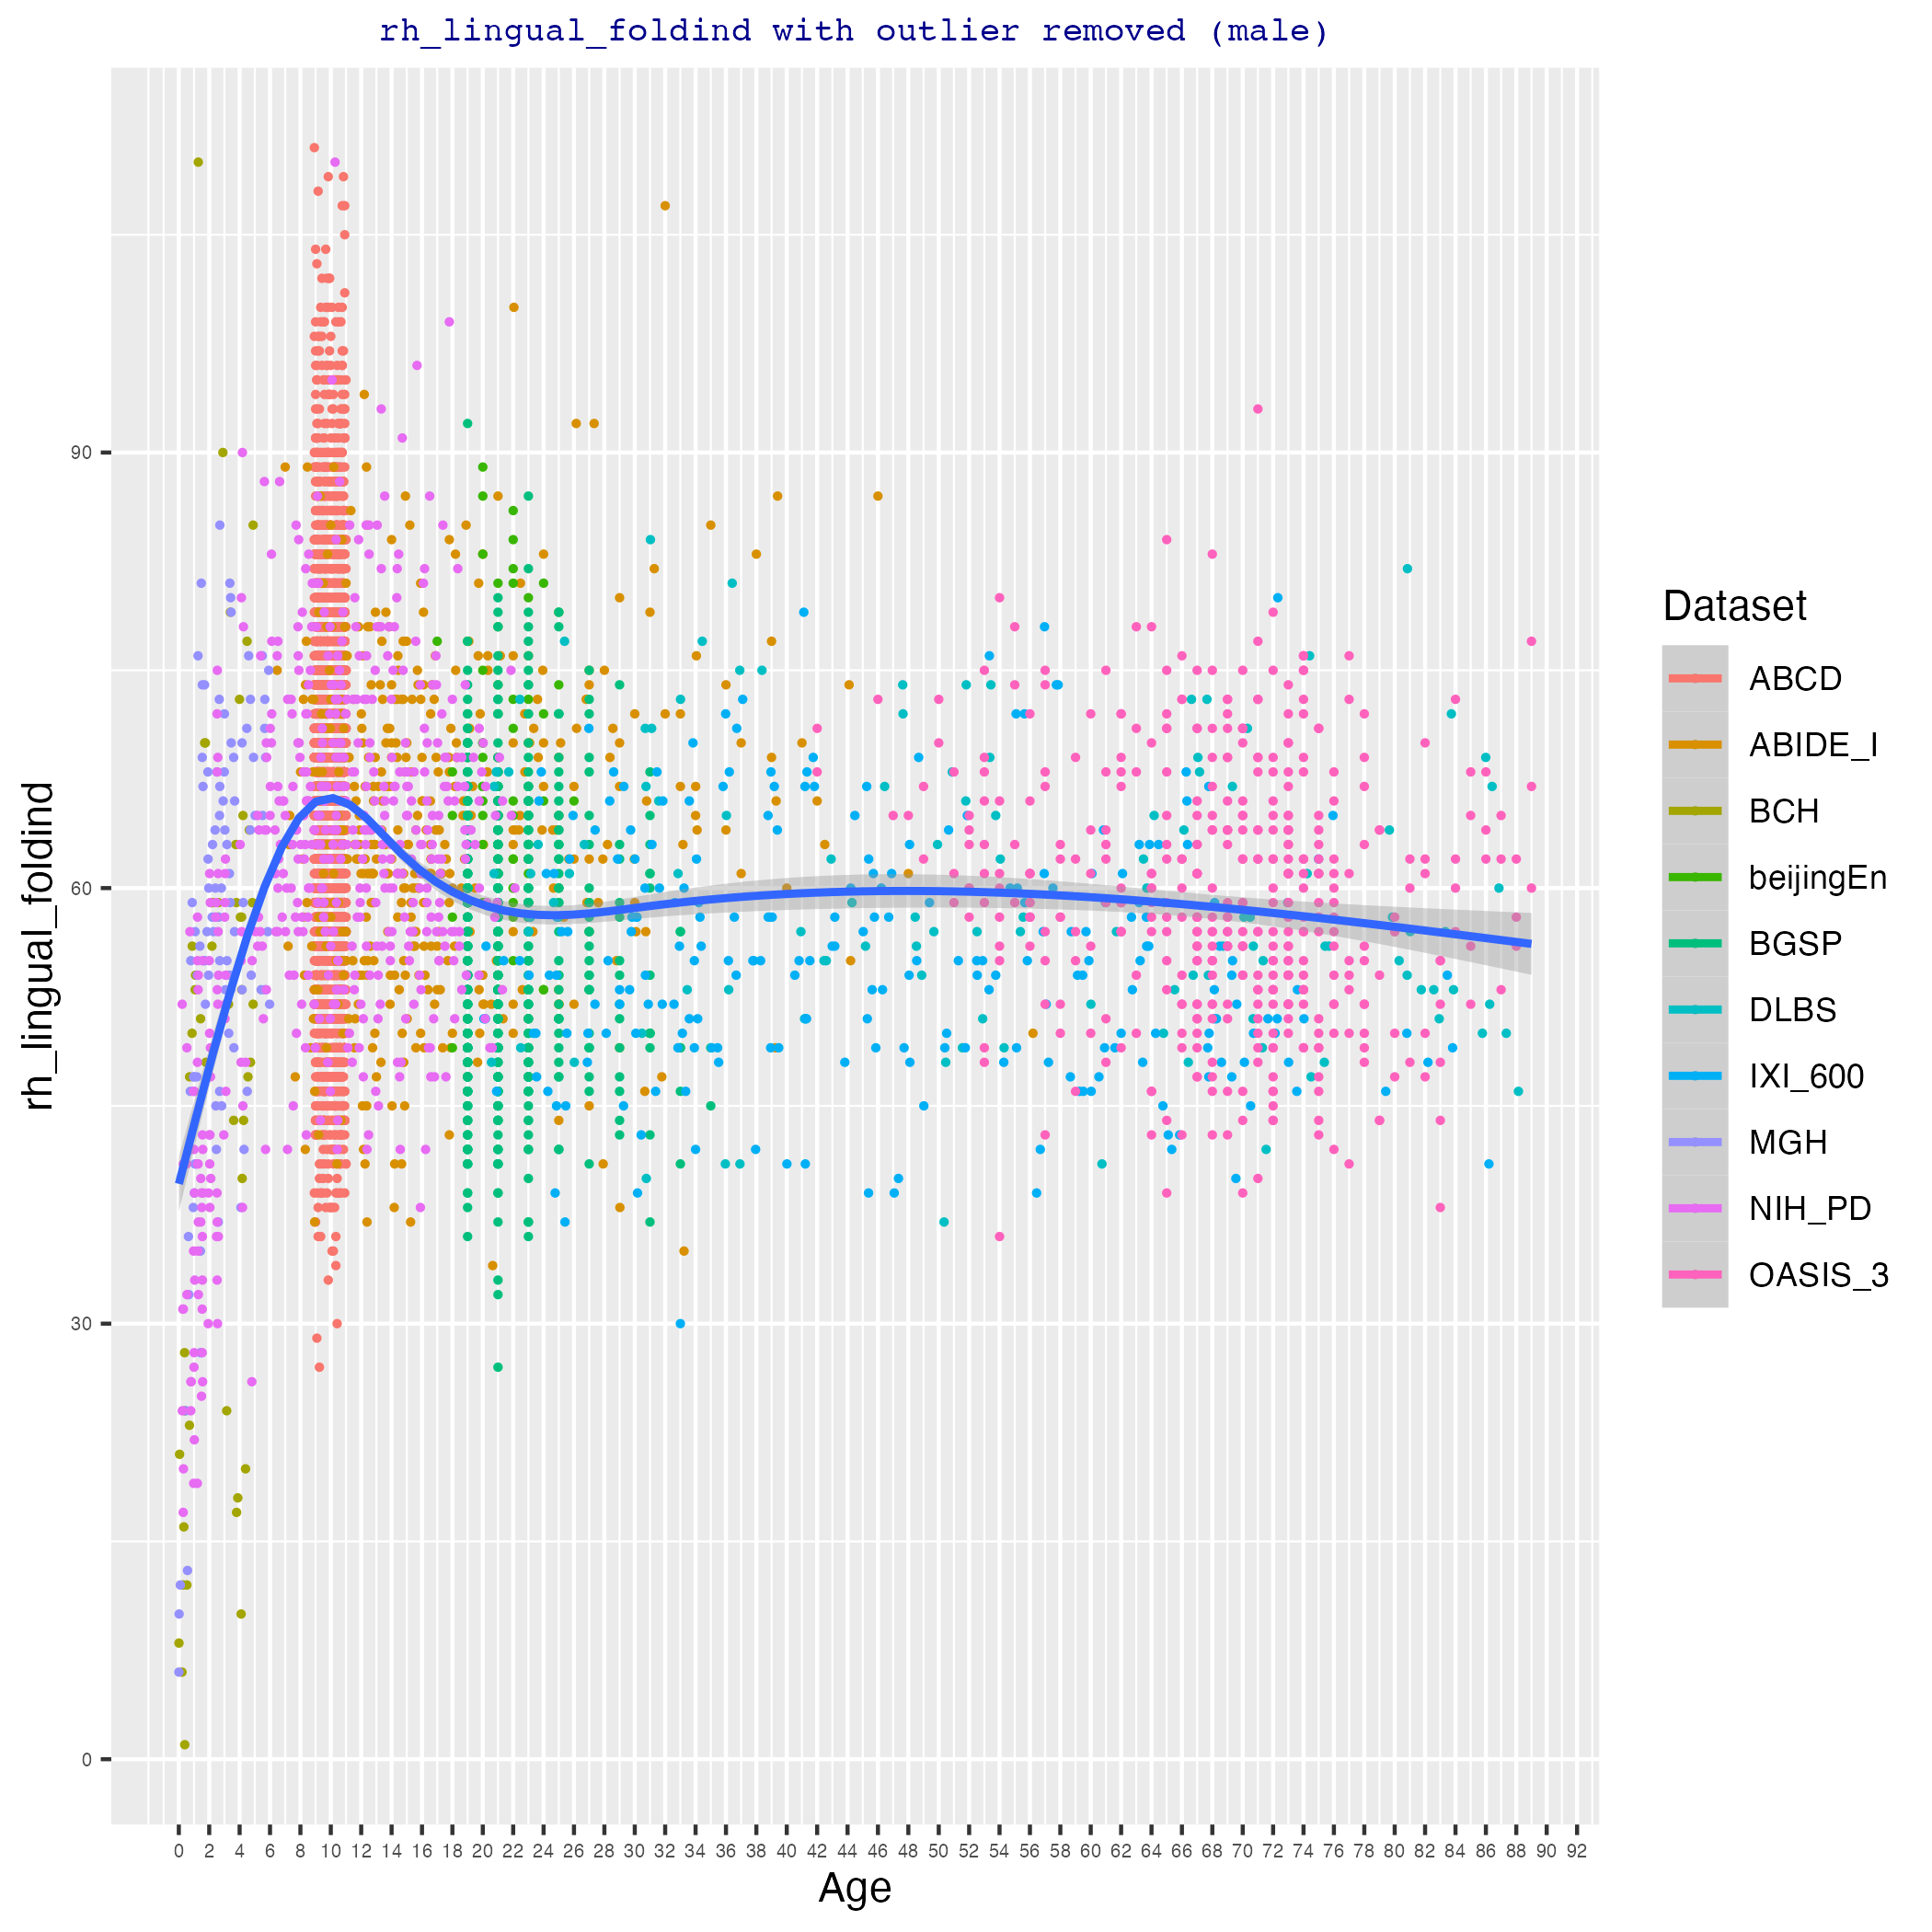 rh_lingual_foldind with outlier removed (male)
rh_lingual_foldind
90
60
30
0
0 2 4 6 8 10 12 14 16 18 20 22 24 26 28 30 32 34 36 38 40 42 44 46 48 50 52 54 56 58 60 62 64 66 68 70 72 74 76 78 80 82 84 86 88 90 92
Age
Dataset
ABCD
ABIDE_I
BCH
beijingEn
BGSP
DLBS
IXI_600
MGH
NIH_PD
OASIS_3